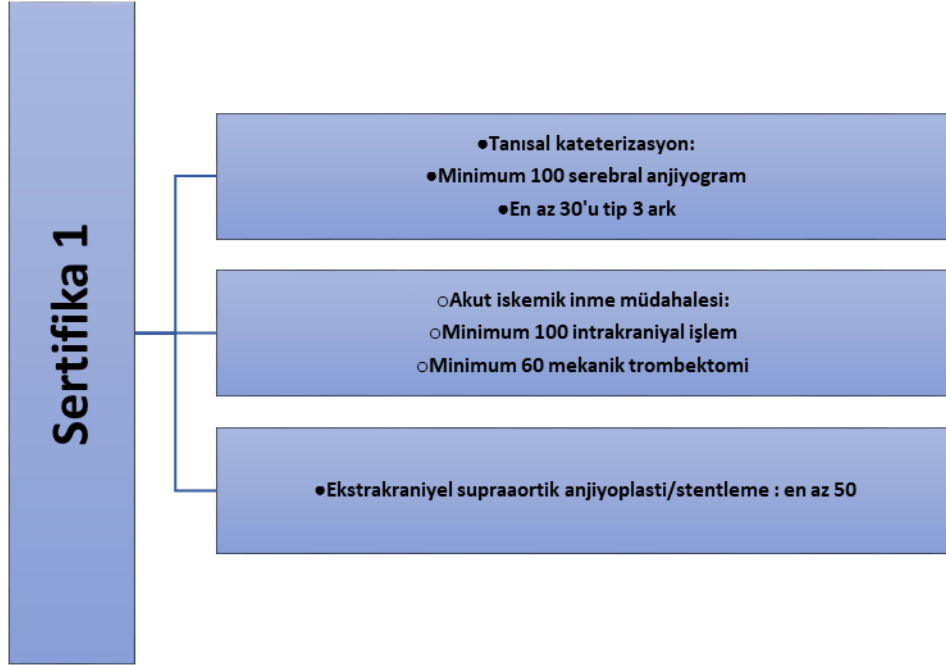 Sertifika 1
●Tanısal kateterizasyon:
●Minimum 100 serebral anjiyogram
●En az 30'u tip 3 ark
○Akut iskemik inme müdahalesi:
○Minimum 100 intrakraniyal işlem
○Minimum 60 mekanik trombektomi
●Ekstrakraniyel supraaortik anjiyoplasti/stentleme : en az 50